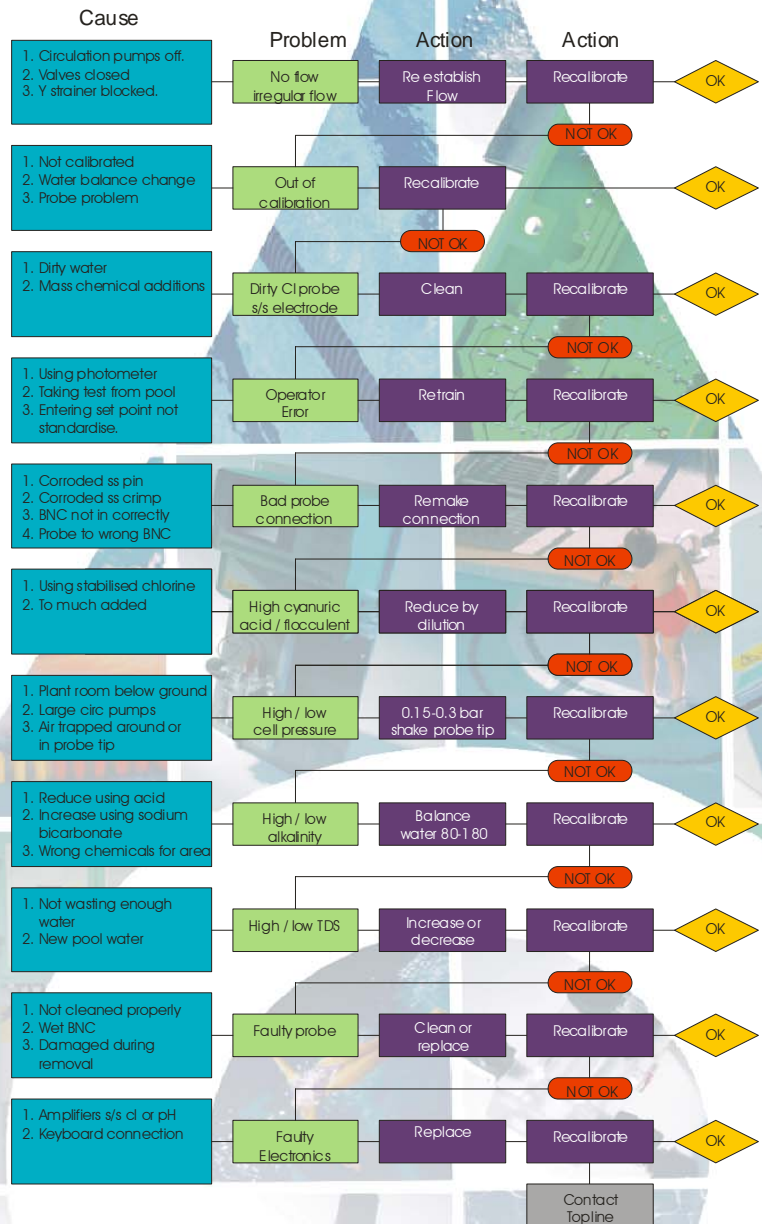 Cause
Problem
Action
Action
1. Circulation pumps off.
2. Valves closed
3. Y strainer blocked.
No flow
irregular flow
Re establish
Flow
Recalibrate
OK
NOT OK
1. Not calibrated
2. Water balance change
3. Probe problem
Out of
calibration
Recalibrate
OK
NOT OK
1. Dirty water
2. Mass chemical additions
Dirty Cl probe
s/s electrode
Clean
Recalibrate
OK
NOT OK
1. Using photometer
2. Taking test from pool
3. Entering set point not
standardise.
Operator
Error
Retrain
Recalibrate
OK
NOT OK
1. Corroded ss pin
2. Corroded ss crimp
3. BNC not in correctly
4. Probe to wrong BNC
Bad probe
connection
Remake
connection
Recalibrate
OK
NOT OK
1. Using stabilised chlorine
2. To much added
High cyanuric
acid / flocculent
Reduce by
dilution
Recalibrate
OK
NOT OK
1. Plant room below ground
2. Large circ pumps
3. Air trapped around or
in probe tip
High / low
cell pressure
0.15-0.3 bar
shake probe tip
Recalibrate
OK
NOT OK
1. Reduce using acid
2. Increase using sodium
bicarbonate
3. Wrong chemicals for area
High / low
alkalinity
Balance
water 80-180
Recalibrate
OK
NOT OK
1. Not wasting enough
water
2. New pool water
High / low TDS
Increase or
decrease
Recalibrate
OK
NOT OK
1. Not cleaned properly
2. Wet BNC
3. Damaged during
removal
Faulty probe
Clean or
replace
Recalibrate
OK
NOT OK
1. Amplifiers s/s cl or pH
2. Keyboard connection
Faulty
Electronics
Replace
Recalibrate
OK
Contact
Topline